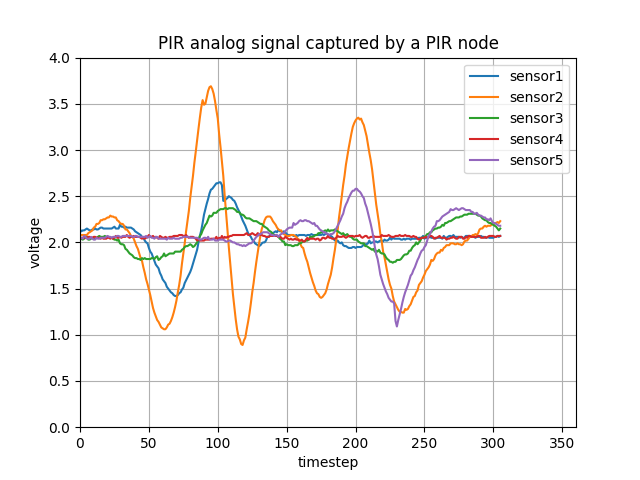 PIR analog signal captured by a PIR node
4.0
3.5
3.0
2.5
2.0
1.5
1.0
0.5
0.0
voltage
sensor1
sensor2
sensor3
sensor4
sensor5
0 50 100 150 200 250 300 350
timestep